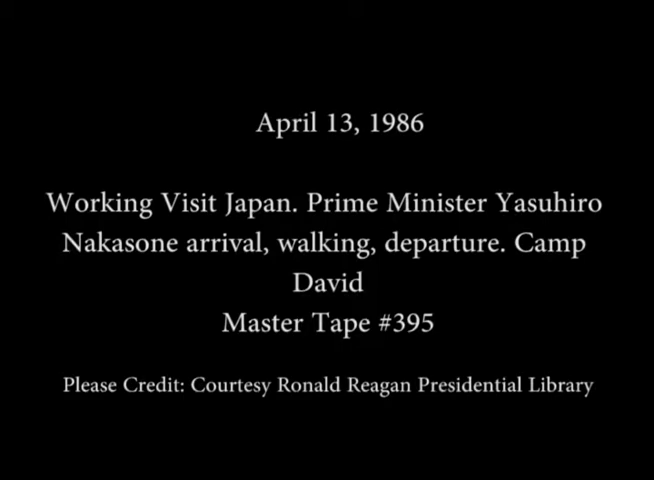 April 13, 1986
Working Visit Japan. Prime Minister Yasuhiro
Nakasone arrival, walking, departure. Camp
David
Master Tape #395
Please Credit: Courtesy Ronald Reagan Presidential Library